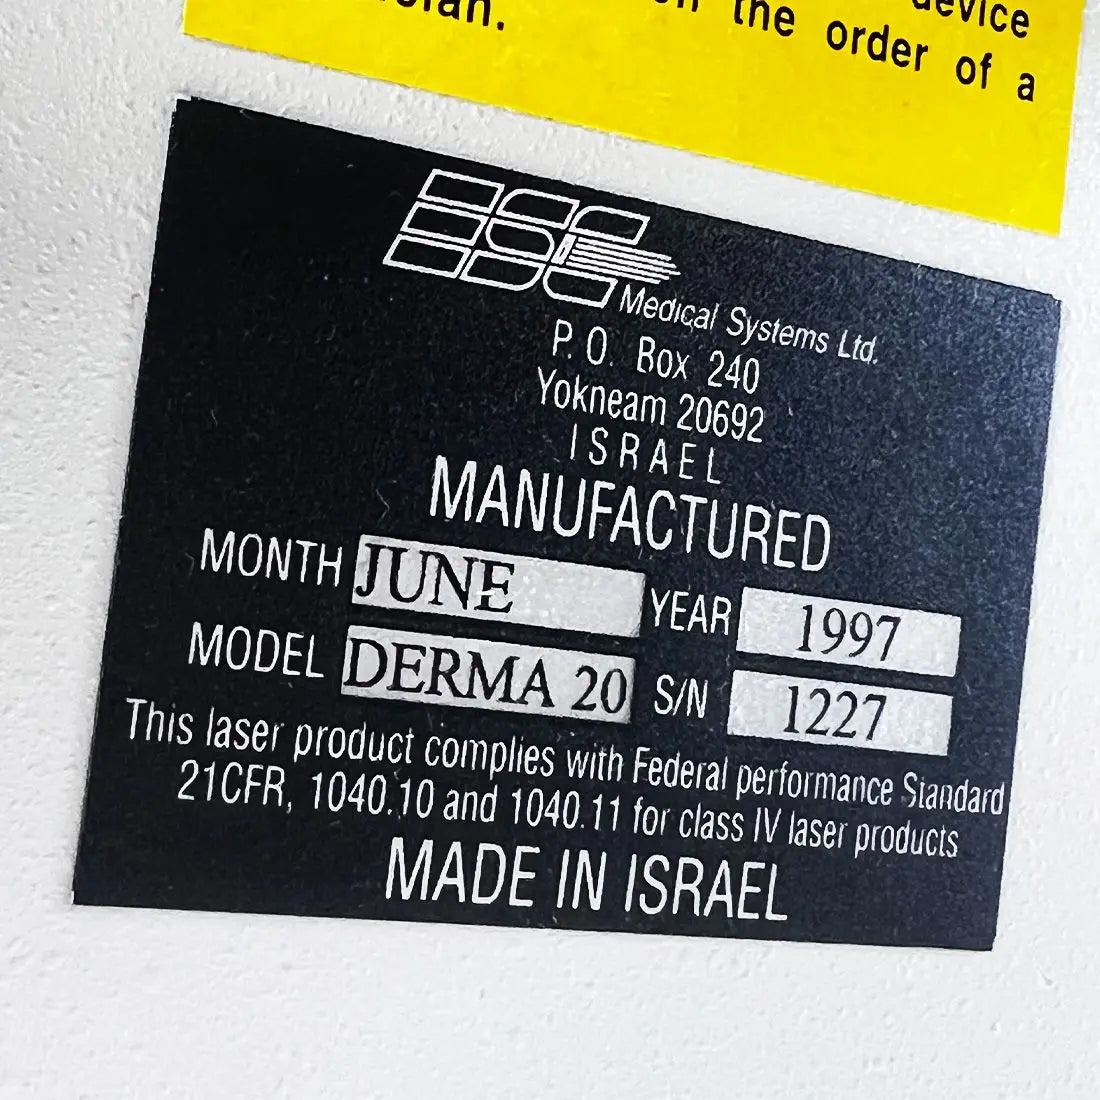 device
the order of a
ESC Medical Systems Ltd.
P.O. Box 240
Yokneam 20692
ISRAEL
MANUFACTURED
MONTH JUNE YEAR 1997
MODEL DERMA 20 S/N 1227
This laser product complies with Federal performance Standard
21CFR, 1040.10 and 1040.11 for class IV laser products
MADE IN ISRAEL